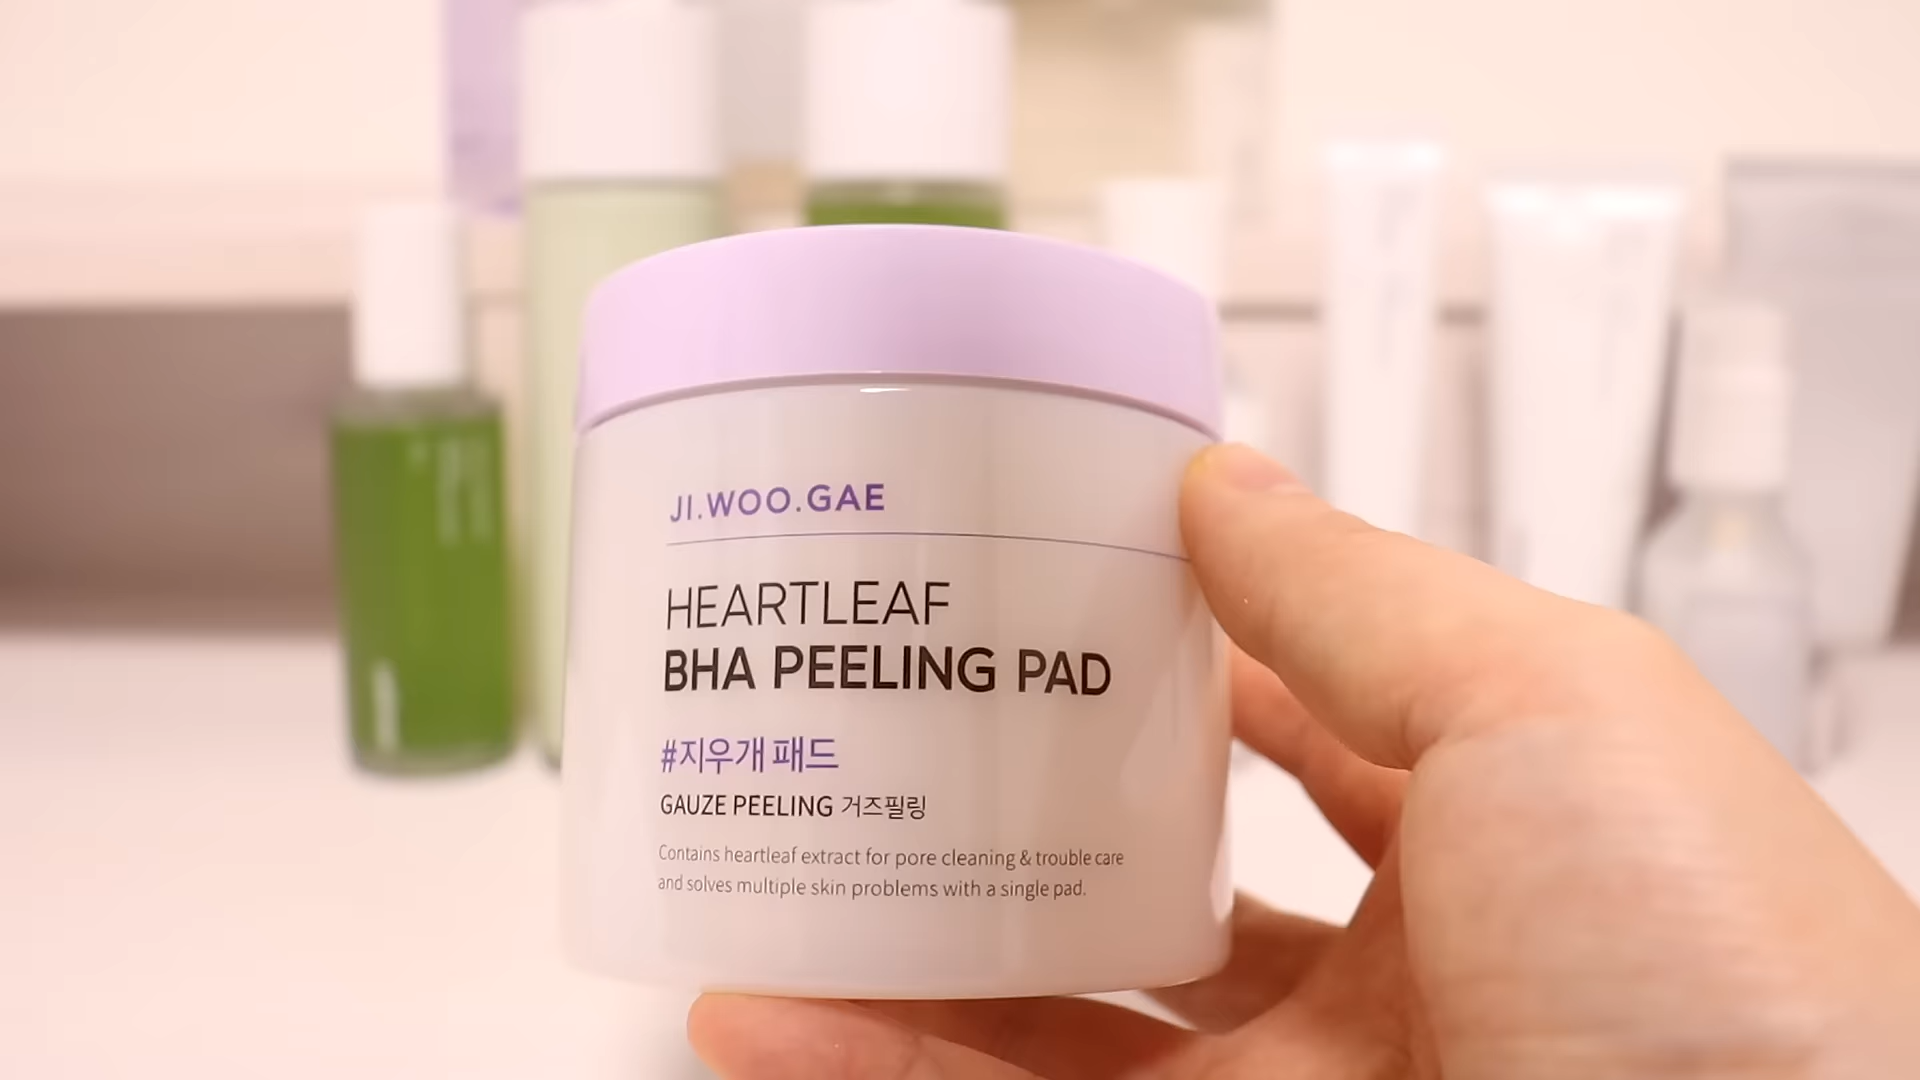 JI.WOO.GAE
HEARTLEAF
BHA PEELING PAD
#지우개 패드
GAUZE PEELING 거즈필링
Contains heartleaf extract for pore cleaning & trouble care
and solves multiple skin problems with a single pad.